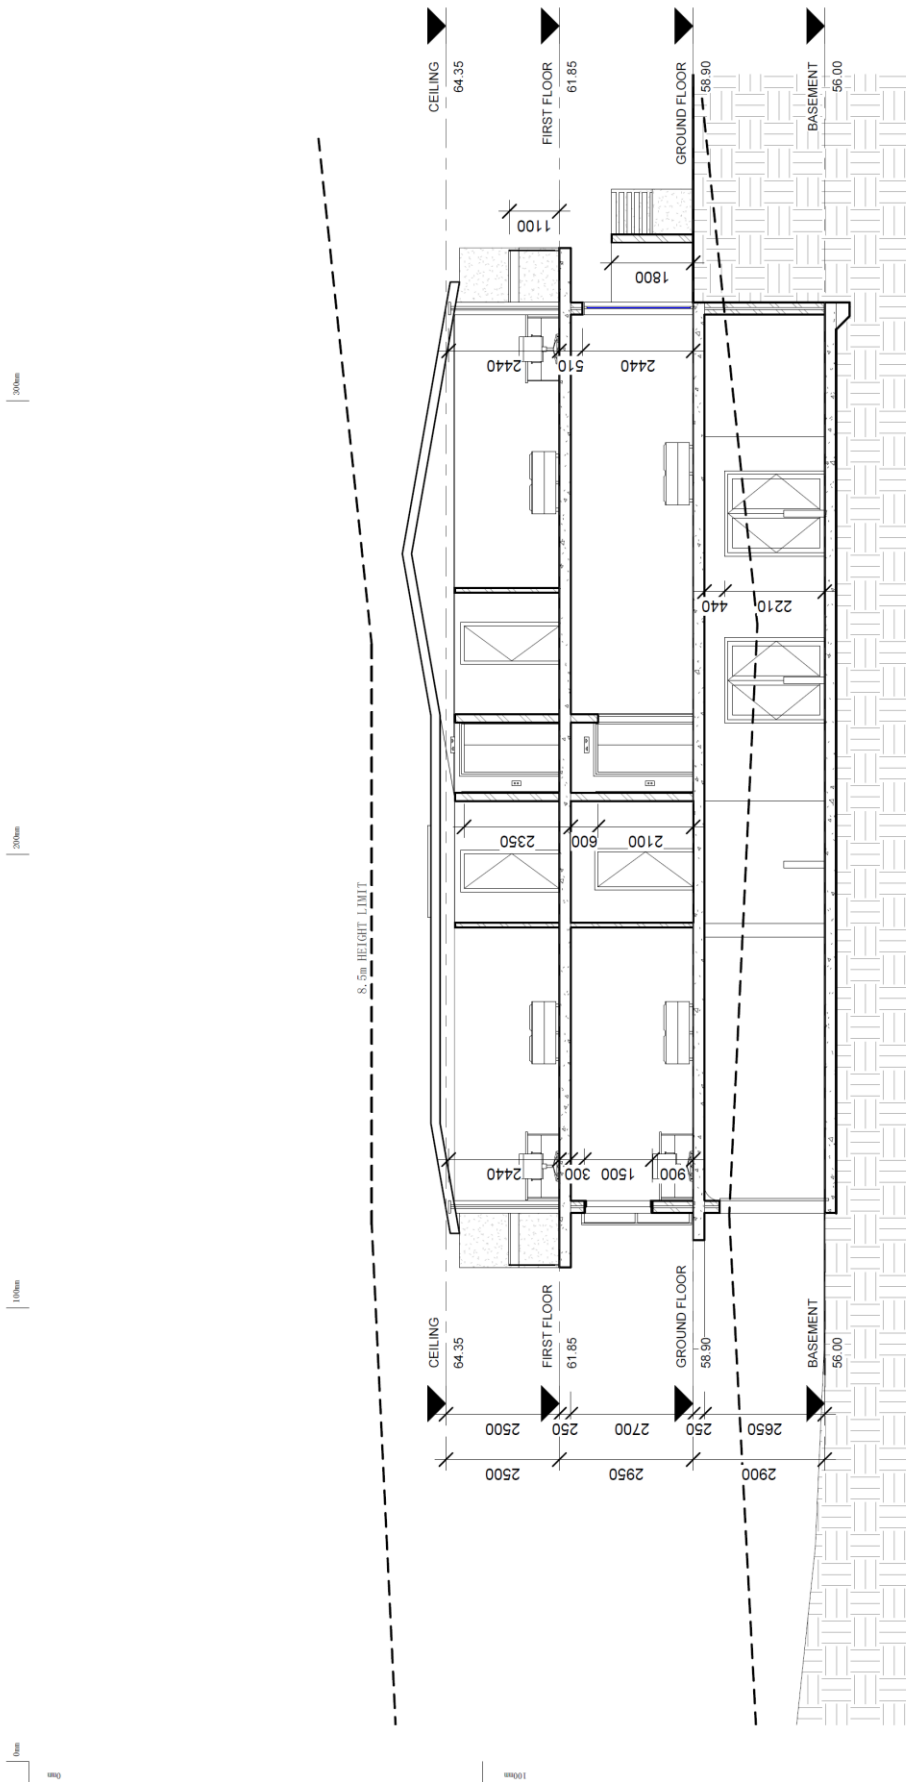 CEILING
64.35
FIRST FLOOR
61.85
GROUND FLOOR
58.90
BASEMENT
56.00
1100
1800
2440
510
2440
300mm
440
2210
2350
600
2100
200mm
8.5m HEIGHT LIMIT
2440
300
1500
900
100mm
CEILING
64.35
FIRST FLOOR
61.85
GROUND FLOOR
58.90
BASEMENT
56.00
2500
250
2700
250
2650
2500
2950
2900
0mm
0mm
100mm